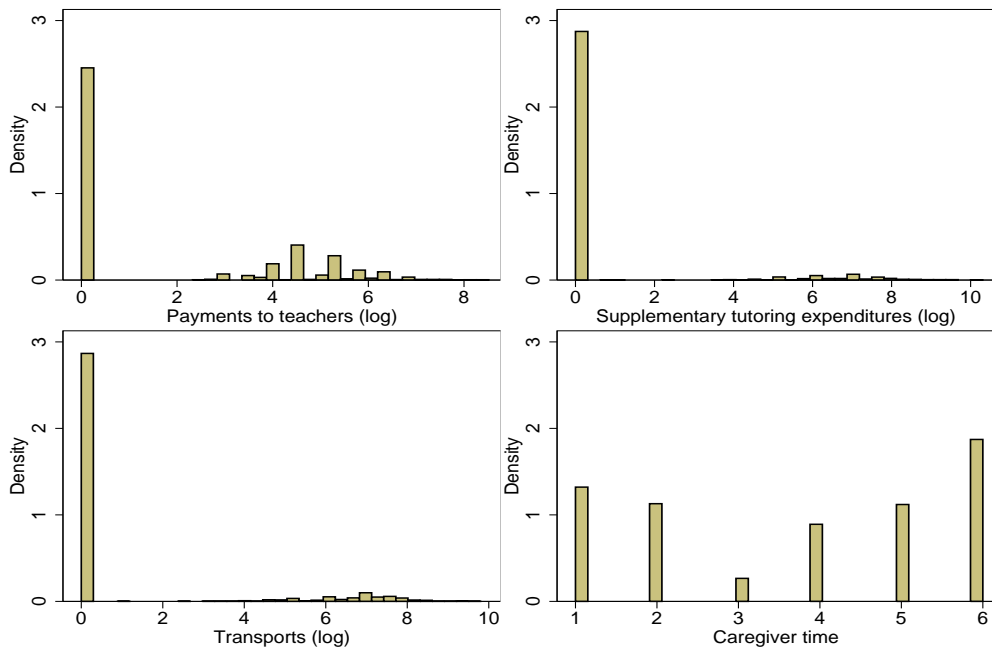 3
2
1
0
Density
0 2 4 6 8
Payments to teachers (log)
3
2
1
0
Density
0 2 4 6 8 10
Supplementary tutoring expenditures (log)
3
2
1
0
Density
0 2 4 6 8 10
Transports (log)
3
2
1
0
Density
1 2 3 4 5 6
Caregiver time